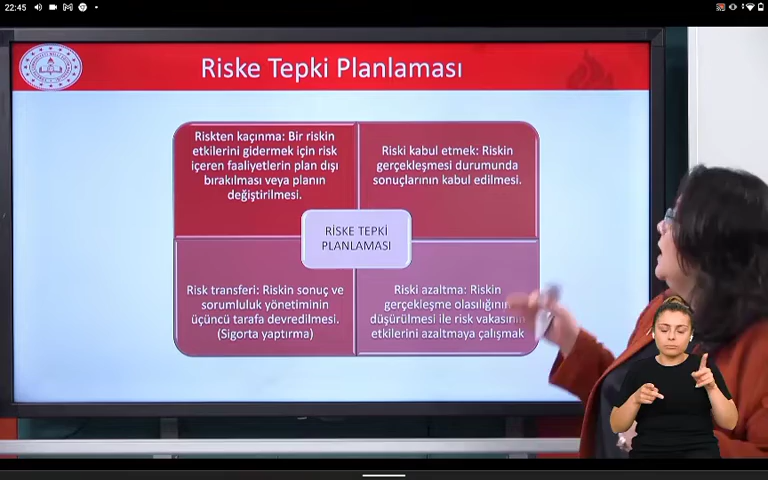 22:45
Riske Tepki Planlaması
Riskten kaçınma: Bir riskin
etkilerini gidermek için risk
içeren faaliyetlerin plan dışı
bırakılması veya planın
değiştirilmesi.
Riski kabul etmek: Riskin
gerçekleşmesi durumunda
sonuçlarının kabul edilmesi.
RİSKE TEPKİ
PLANLAMASI
Risk transferi: Riskin sonuç ve
sorumluluk yönetiminin
üçüncü tarafa devredilmesi.
(Sigorta yaptırma)
Riski azaltma: Riskin
gerçekleşme olasılığının
düşürülmesi ile risk vakasının
etkilerini azaltmaya çalışmak